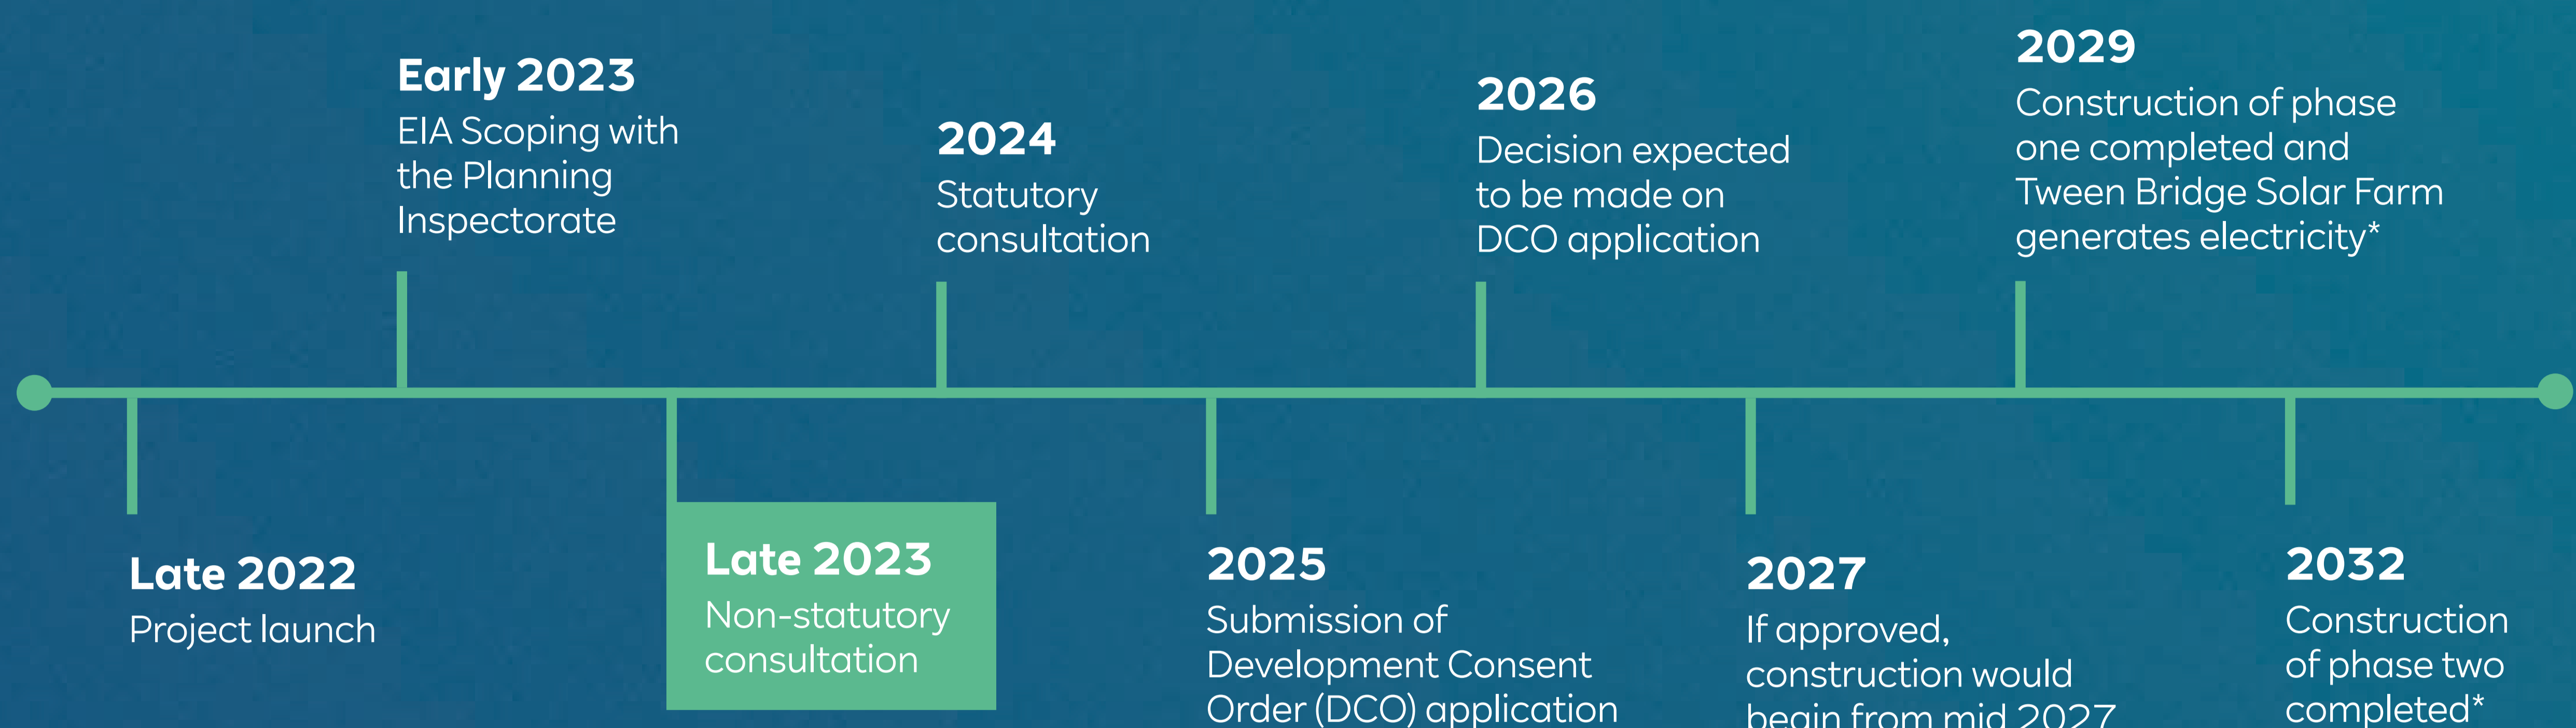 Late 2022
Project launch
Early 2023
EIA Scoping with
the Planning
Inspectorate
Late 2023
Non-statutory
consultation
2024
Statutory
consultation
2025
Submission of
Development Consent
Order (DCO) application
2026
Decision expected
to be made on
DCO application
2027
If approved,
construction would
begin from mid 2027
2029
Construction of phase
one completed and
Tween Bridge Solar Farm
generates electricity*
2032
Construction
of phase two
completed*